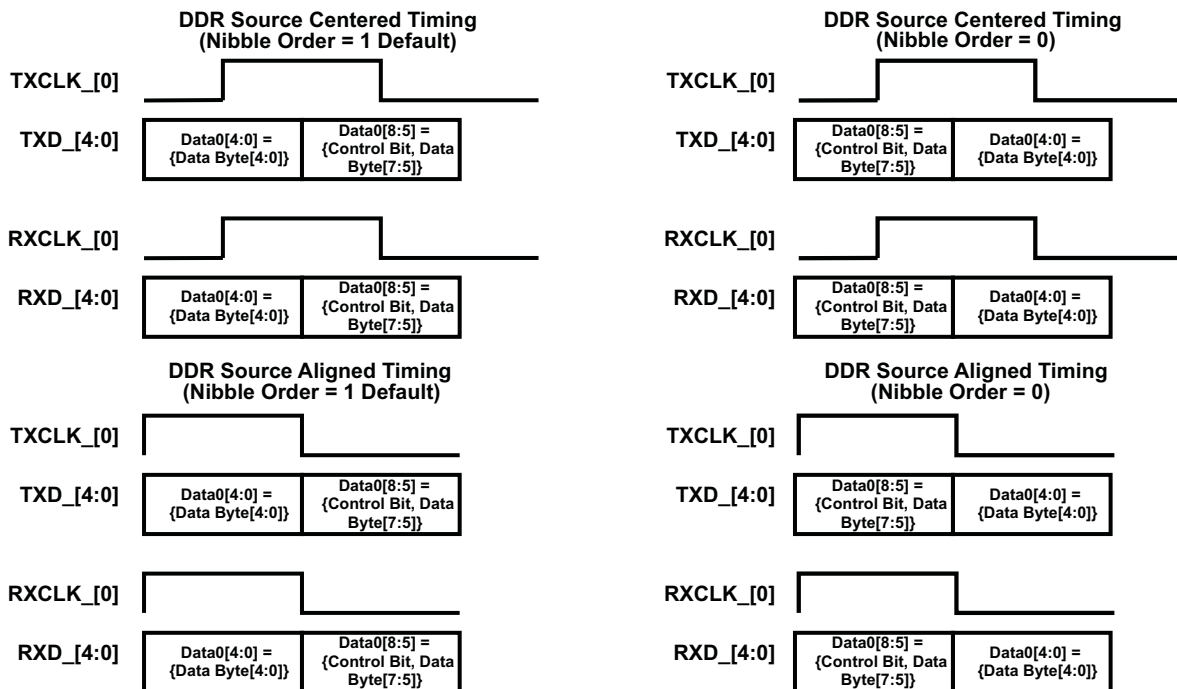 DDR Source Centered Timing
(Nibble Order = 1 Default)
TXCLK_[0]
TXD_[4:0]
Data0[4:0] =
{Data Byte[4:0]}
Data0[8:5] =
{Control Bit, Data
Byte[7:5]}
RXCLK_[0]
RXD_[4:0]
Data0[4:0] =
{Data Byte[4:0]}
Data0[8:5] =
{Control Bit, Data
Byte[7:5]}
DDR Source Centered Timing
(Nibble Order = 0)
TXCLK_[0]
TXD_[4:0]
Data0[8:5] =
{Control Bit, Data
Byte[7:5]}
Data0[4:0] =
{Data Byte[4:0]}
RXCLK_[0]
RXD_[4:0]
Data0[8:5] =
{Control Bit, Data
Byte[7:5]}
Data0[4:0] =
{Data Byte[4:0]}
DDR Source Aligned Timing
(Nibble Order = 1 Default)
TXCLK_[0]
TXD_[4:0]
Data0[4:0] =
{Data Byte[4:0]}
Data0[8:5] =
{Control Bit, Data
Byte[7:5]}
RXCLK_[0]
RXD_[4:0]
Data0[4:0] =
{Data Byte[4:0]}
Data0[8:5] =
{Control Bit, Data
Byte[7:5]}
DDR Source Aligned Timing
(Nibble Order = 0)
TXCLK_[0]
TXD_[4:0]
Data0[8:5] =
{Control Bit, Data
Byte[7:5]}
Data0[4:0] =
{Data Byte[4:0]}
RXCLK_[0]
RXD_[4:0]
Data0[8:5] =
{Control Bit, Data
Byte[7:5]}
Data0[4:0] =
{Data Byte[4:0]}